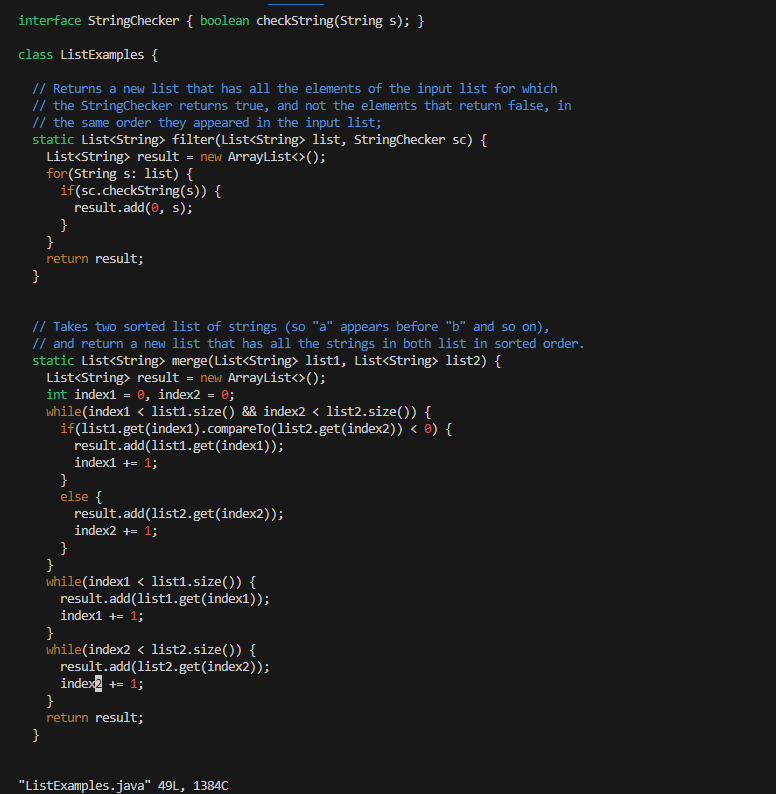 interface StringChecker { boolean checkString(String s); }
class ListExamples {
// Returns a new list that has all the elements of the input list for which
// the StringChecker returns true, and not the elements that return false, in
// the same order they appeared in the input list;
static List<String> filter(List<String> list, StringChecker sc) {
List<String> result = new ArrayList<>();
for(String s: list) {
if(sc.checkString(s)) {
result.add(0, s);
}
}
return result;
}
// Takes two sorted list of strings (so "a" appears before "b" and so on),
// and return a new list that has all the strings in both list in sorted order.
static List<String> merge(List<String> list1, List<String> list2) {
List<String> result = new ArrayList<>();
int index1 = 0, index2 = 0;
while(index1 < list1.size() && index2 < list2.size()) {
if(list1.get(index1).compareTo(list2.get(index2)) < 0) {
result.add(list1.get(index1));
index1 += 1;
}
else {
result.add(list2.get(index2));
index2 += 1;
}
}
while(index1 < list1.size()) {
result.add(list1.get(index1));
index1 += 1;
}
while(index2 < list2.size()) {
result.add(list2.get(index2));
index2 += 1;
}
return result;
}
"ListExamples.java" 49L, 1384C